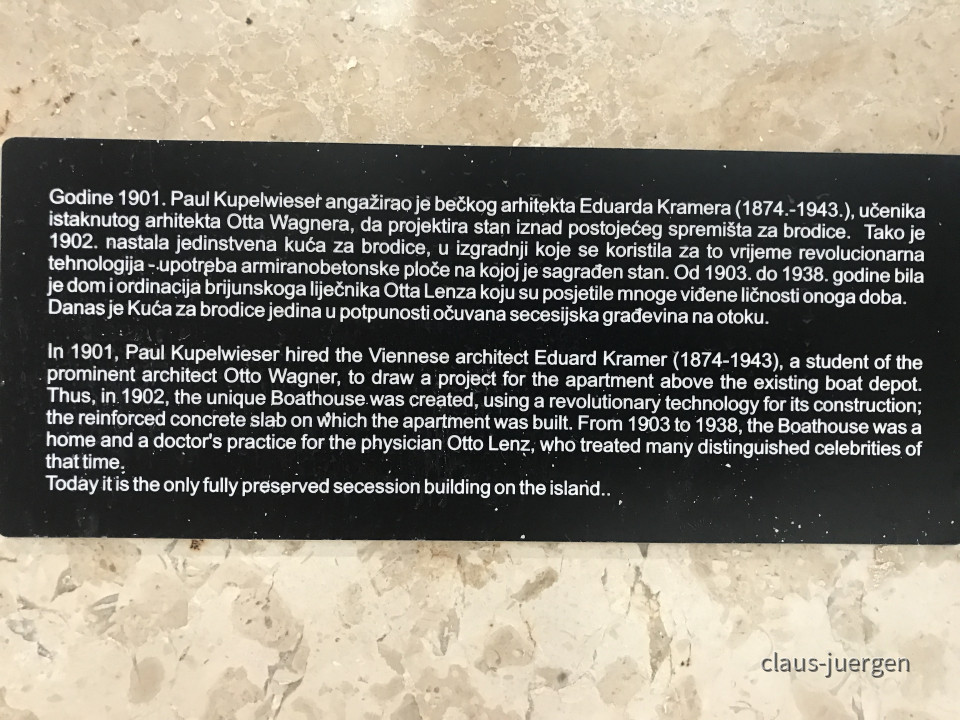 Godine 1901. Paul Kupelwieser angažirao je bečkog arhitekta Eduarda Kramera (1874.-1943.), učenika
istaknutog arhitekta Otta Wagnera, da projektira stan iznad postojećeg spremišta za brodice. Tako je
1902. nastala jedinstvena kuća za brodice, u izgradnji koje se koristila za to vrijeme revolucionarna
tehnologija - upotreba armiranobetonske ploče na kojoj je sagrađen stan. Od 1903. do 1938. godine bila
je dom i ordinacija brijunskoga liječnika Otta Lenza koju su posjetile mnoge viđene ličnosti onoga doba.
Danas je Kuća za brodice jedina u potpunosti očuvana secesijska građevina na otoku.
In 1901, Paul Kupelwieser hired the Viennese architect Eduard Kramer (1874-1943), a student of the
prominent architect Otto Wagner, to draw a project for the apartment above the existing boat depot.
Thus, in 1902, the unique Boathouse was created, using a revolutionary technology for its construction;
the reinforced concrete slab on which the apartment was built. From 1903 to 1938, the Boathouse was a
home and a doctor's practice for the physician Otto Lenz, who treated many distinguished celebrities of
that time.
Today it is the only fully preserved secession building on the island..
claus-juergen